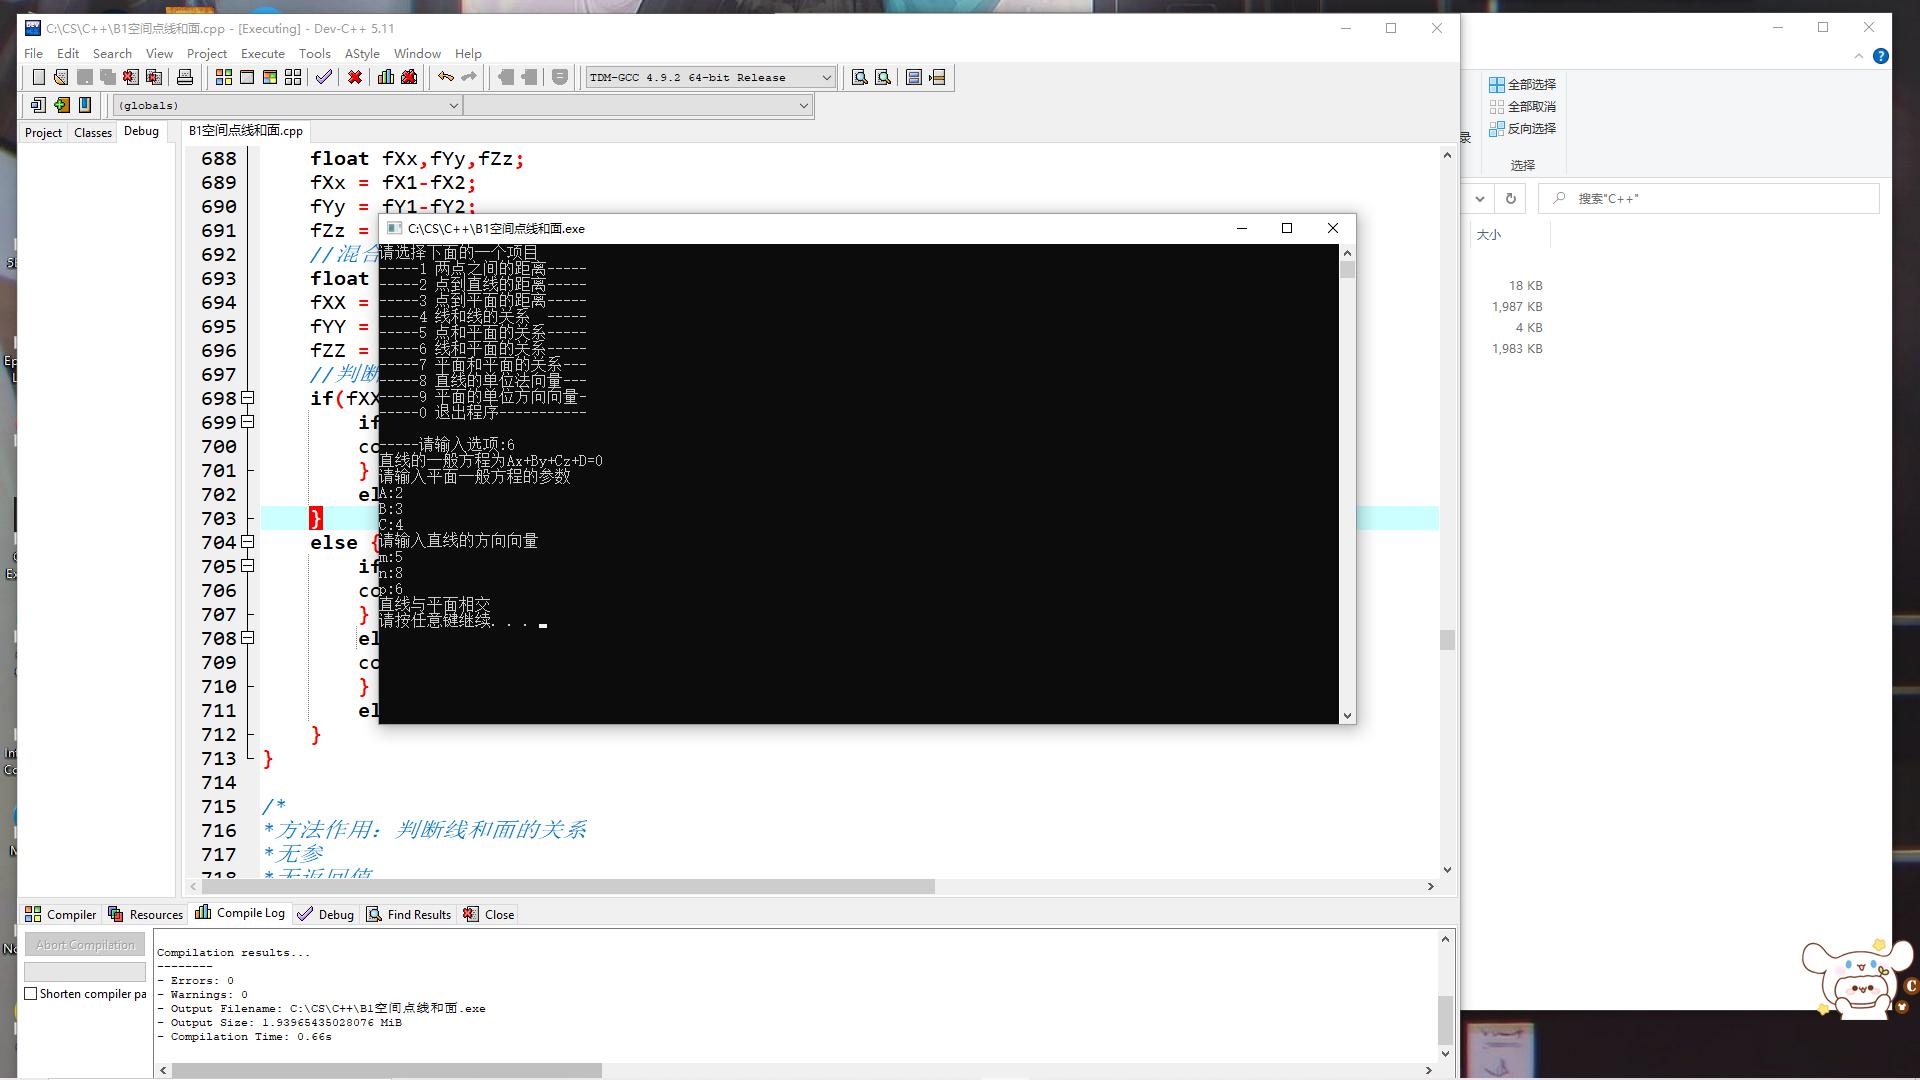 C:\CS\C++\B1空间点线和面.cpp - [Executing] - Dev-C++ 5.11
File Edit Search View Project Execute Tools AStyle Window Help
TDM-GCC 4.9.2 64-bit Release
(globals)
Project Classes Debug
B1空间点线和面.cpp
688 float fXx,fYy,fZz;
689 fXx = fX1-fX2;
690 fYy = fY1-fY2;
691 fZz =
692 //混合
693 float
694 fXX =
695 fYY =
696 fZZ =
697 //判断
698 if(fXX
699 if
700 co
701 }
702 el
703 }
704 else {
705 if
706 co
707 }
708 el
709 co
710 }
711 el
712 }
713 }
714
715 /*
716 *方法作用：判断线和面的关系
717 *无参
718 *无返回值
C:\CS\C++\B1空间点线和面.exe
请选择下面的一个项目
-----1 两点之间的距离-----
-----2 点到直线的距离-----
-----3 点到平面的距离-----
-----4 线和线的关系 -----
-----5 点和平面的关系-----
-----6 线和平面的关系-----
-----7 平面和平面的关系---
-----8 直线的单位法向量---
-----9 平面的单位方向向量-
-----0 退出程序-----------
-----请输入选项:6
直线的一般方程为Ax+By+Cz+D=0
请输入平面一般方程的参数
A:2
B:3
C:4
请输入直线的方向向量
m:5
n:8
p:6
直线与平面相交
请按任意键继续. . .
Compiler Resources Compile Log Debug Find Results Close
Abort Compilation
Shorten compiler pa
Compilation results...
--------
- Errors: 0
- Warnings: 0
- Output Filename: C:\CS\C++\B1空间点线和面.exe
- Output Size: 1.93965435028076 MiB
- Compilation Time: 0.66s
全部选择
全部取消
反向选择
录
选择
搜索"C++"
大小
18 KB
1,987 KB
4 KB
1,983 KB